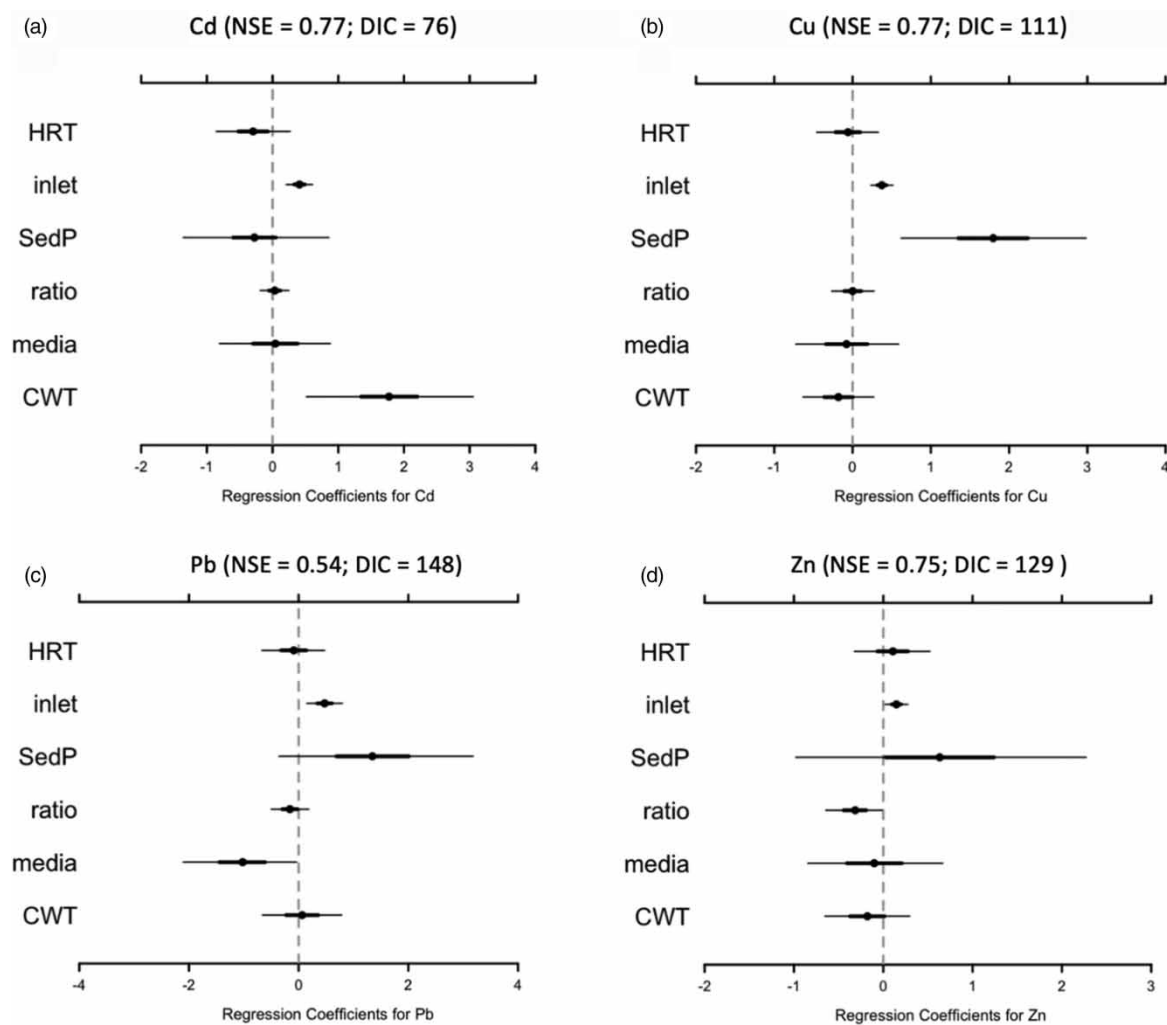 (a)
Cd (NSE = 0.77; DIC = 76)
HRT
inlet
SedP
ratio
media
CWT
-2 -1 0 1 2 3 4
Regression Coefficients for Cd
(b)
Cu (NSE = 0.77; DIC = 111)
HRT
inlet
SedP
ratio
media
CWT
-2 -1 0 1 2 3 4
Regression Coefficients for Cu
(c)
Pb (NSE = 0.54; DIC = 148)
HRT
inlet
SedP
ratio
media
CWT
-4 -2 0 2 4
Regression Coefficients for Pb
(d)
Zn (NSE = 0.75; DIC = 129 )
HRT
inlet
SedP
ratio
media
CWT
-2 -1 0 1 2 3
Regression Coefficients for Zn